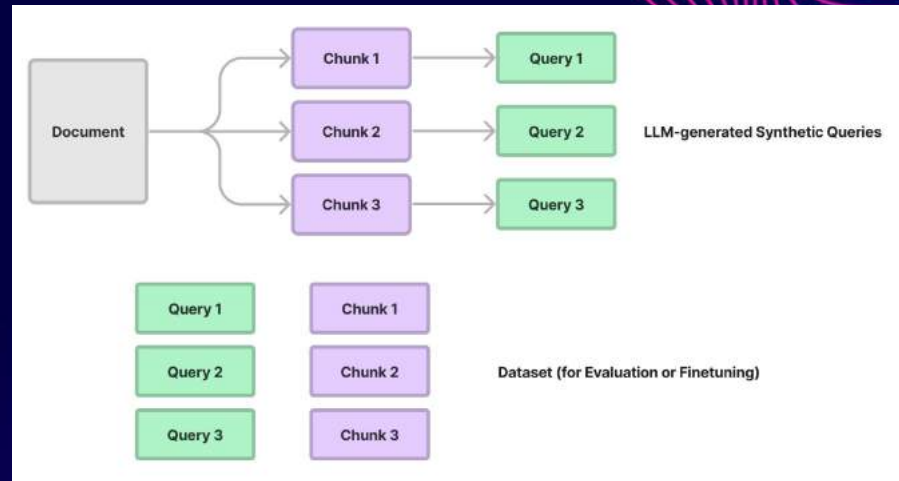 Chunk 1
Query 1
Document
Chunk 2
Query 2
LLM-generated Synthetic Queries
Chunk 3
Query 3
Query 1
Chunk 1
Query 2
Chunk 2
Dataset (for Evaluation or Finetuning)
Query 3
Chunk 3